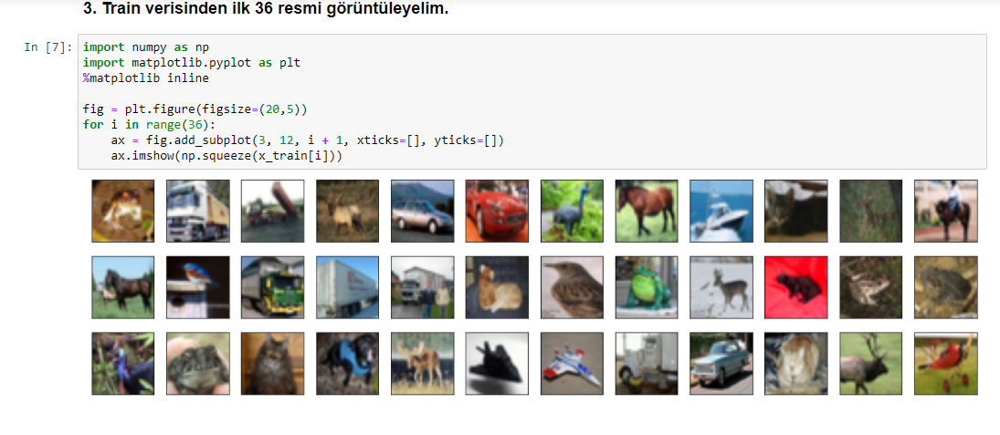 3. Train verisinden ilk 36 resmi görüntüleyelim.
In [7]:
import numpy as np
import matplotlib.pyplot as plt
%matplotlib inline
fig = plt.figure(figsize=(20,5))
for i in range(36):
    ax = fig.add_subplot(3, 12, i + 1, xticks=[], yticks=[])
    ax.imshow(np.squeeze(x_train[i]))